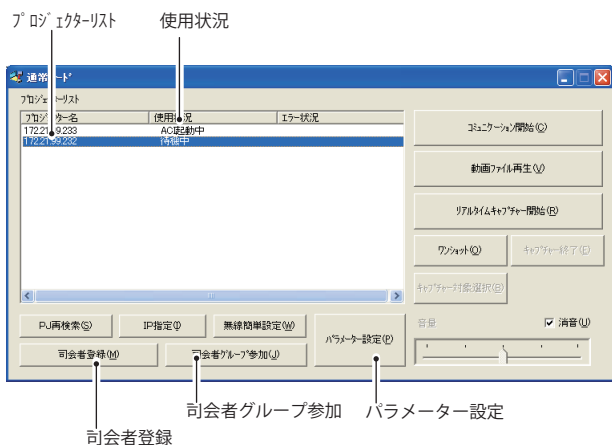 プロジェクターリスト 使用状況
通常モード
プロジェクターリスト
プロジェクター名 使用状況 エラー状況
172.21.99.233 ACI起動中
172.21.99.232 待機中
コミュニケーション開始(C)
動画ファイル再生(V)
リアルタイムキャプチャー開始(R)
ワンショット(O) キャプチャー終了(E)
キャプチャー対象選択(B)
PJ再検索(S) IP指定(I) 無線簡単設定(W) パラメーター設定(P)
音量 消音(U)
司会者登録(M) 司会者グループ参加(J)
司会者グループ参加 パラメーター設定
司会者登録